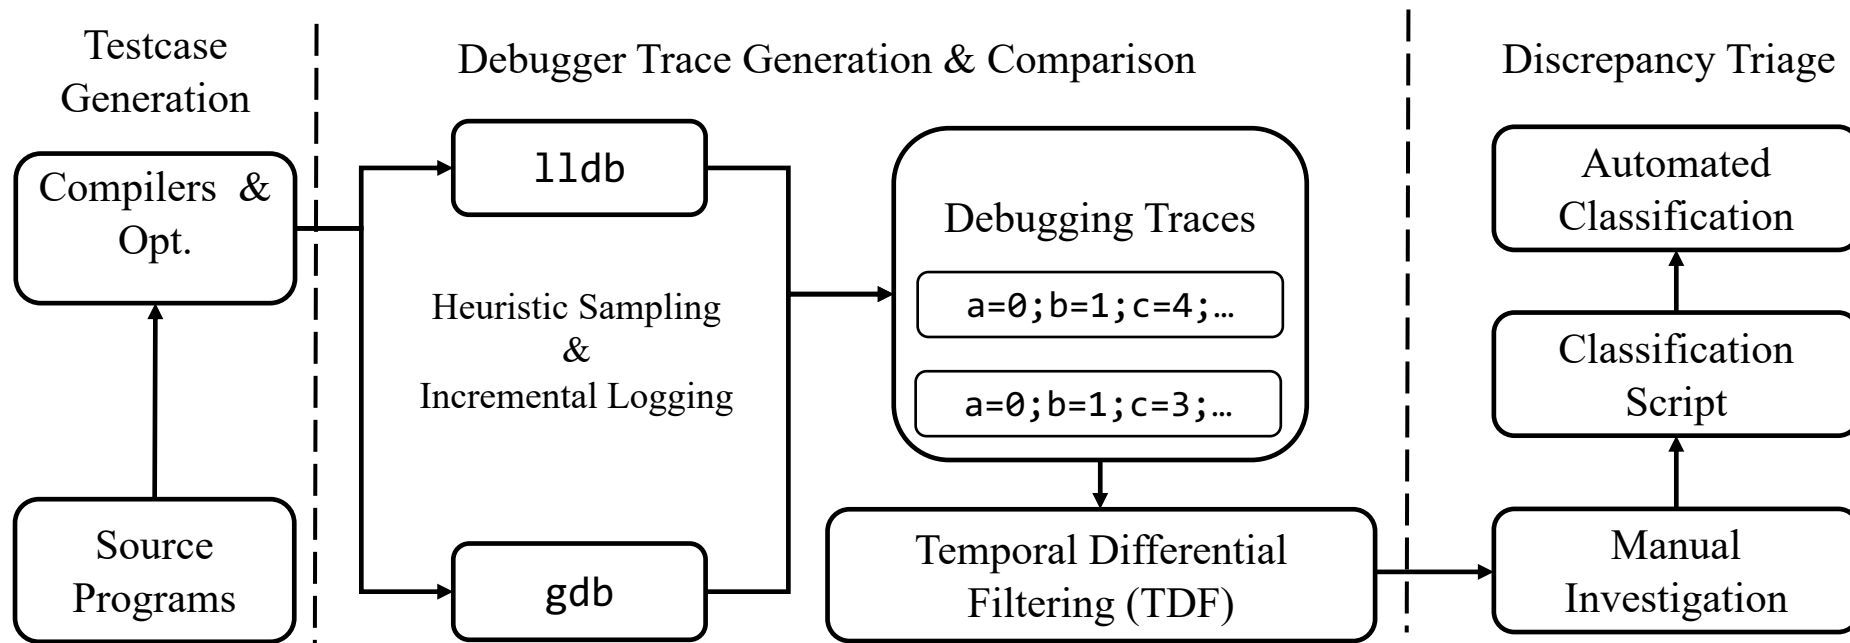 Testcase
Generation
Compilers & 
Opt.
Source
Programs
Debugger Trace Generation & Comparison
lldb
Heuristic Sampling
&
Incremental Logging
gdb
Debugging Traces
a=0;b=1;c=4;…
a=0;b=1;c=3;…
Temporal Differential
Filtering (TDF)
Discrepancy Triage
Automated
Classification
Classification
Script
Manual
Investigation